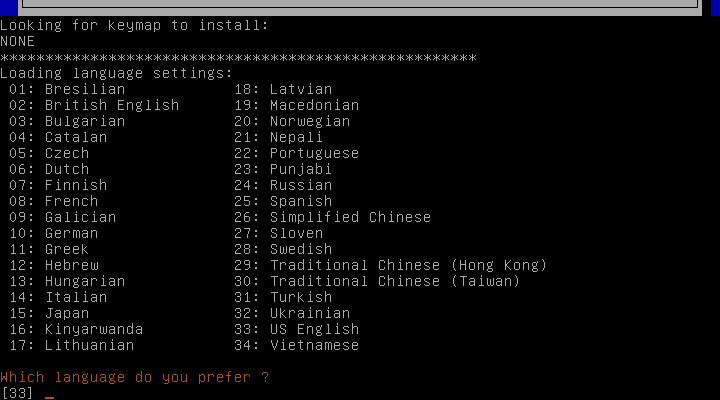 Looking for keymap to install:
NONE
*****************************************************
Loading language settings:
01: Bresilian 18: Latvian
02: British English 19: Macedonian
03: Bulgarian 20: Norwegian
04: Catalan 21: Nepali
05: Czech 22: Portuguese
06: Dutch 23: Punjabi
07: Finnish 24: Russian
08: French 25: Spanish
09: Galician 26: Simplified Chinese
10: German 27: Sloven
11: Greek 28: Swedish
12: Hebrew 29: Traditional Chinese (Hong Kong)
13: Hungarian 30: Traditional Chinese (Taiwan)
14: Italian 31: Turkish
15: Japan 32: Ukrainian
16: Kinyarwanda 33: US English
17: Lithuanian 34: Vietnamese
Which language do you prefer ?
[33] _